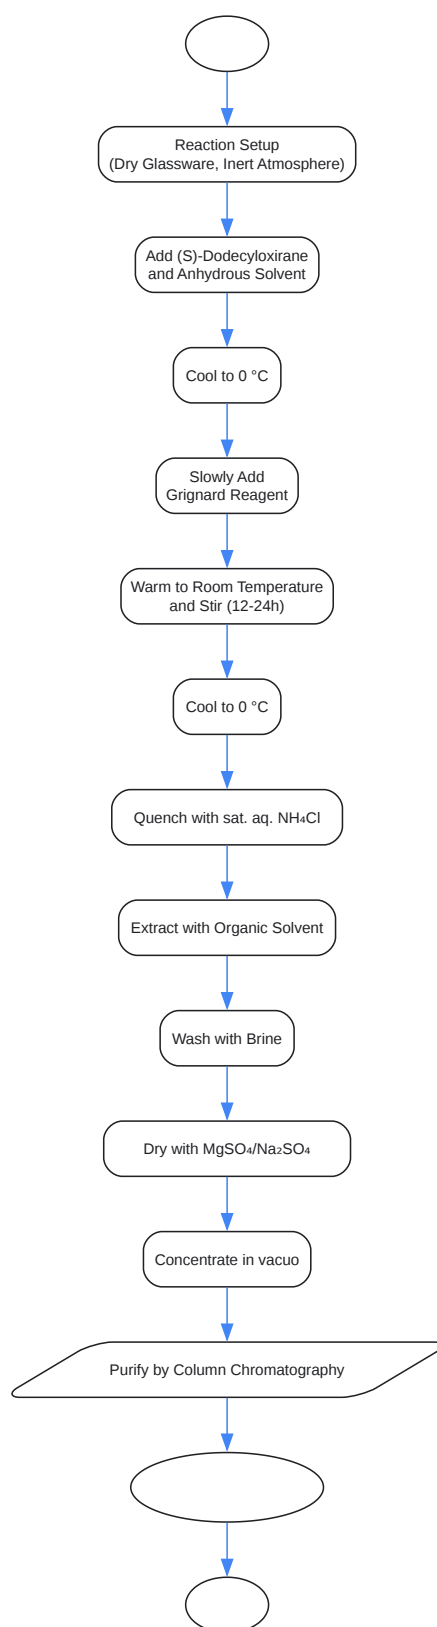 Reaction Setup
(Dry Glassware, Inert Atmosphere)
Add (S)-Dodecyloxirane
and Anhydrous Solvent
Cool to 0 °C
Slowly Add
Grignard Reagent
Warm to Room Temperature
and Stir (12-24h)
Cool to 0 °C
Quench with sat. aq. NH₄Cl
Extract with Organic Solvent
Wash with Brine
Dry with MgSO₄/Na₂SO₄
Concentrate in vacuo
Purify by Column Chromatography